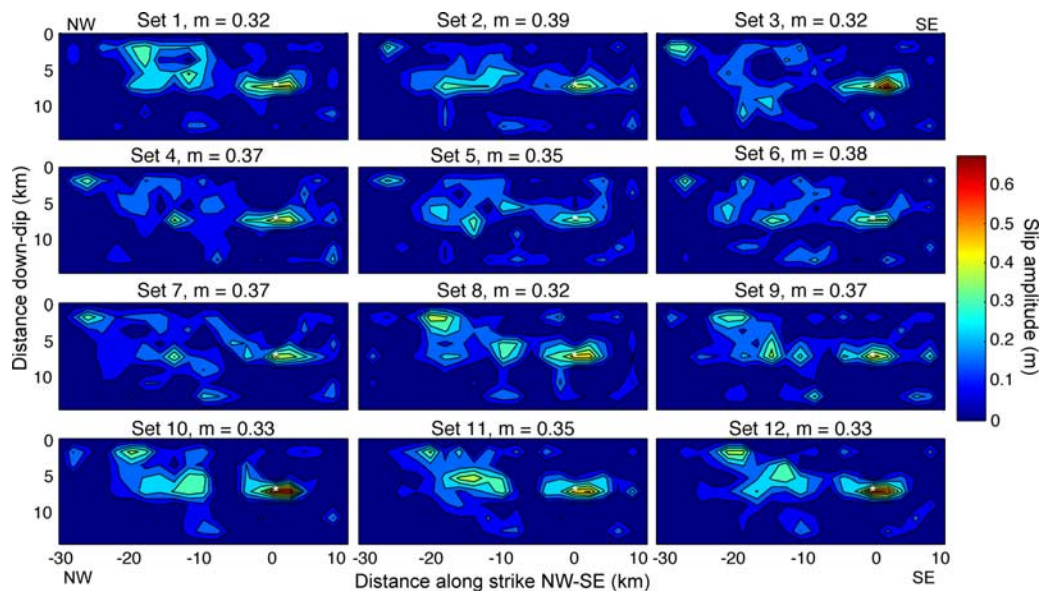 NW Set 1, m = 0.32 Set 2, m = 0.39 Set 3, m = 0.32 SE
0
5
10
Set 4, m = 0.37 Set 5, m = 0.35 Set 6, m = 0.38
0
5
10
Set 7, m = 0.37 Set 8, m = 0.32 Set 9, m = 0.37
0
5
10
Set 10, m = 0.33 Set 11, m = 0.35 Set 12, m = 0.33
0
5
10
-30 -20 -10 0 10 -20 -10 0 -20 -10 0 10
NW Distance along strike NW-SE (km) SE
Distance down-dip (km)
0.6
0.5
0.4
0.3
0.2
0.1
0
Slip amplitude (m)